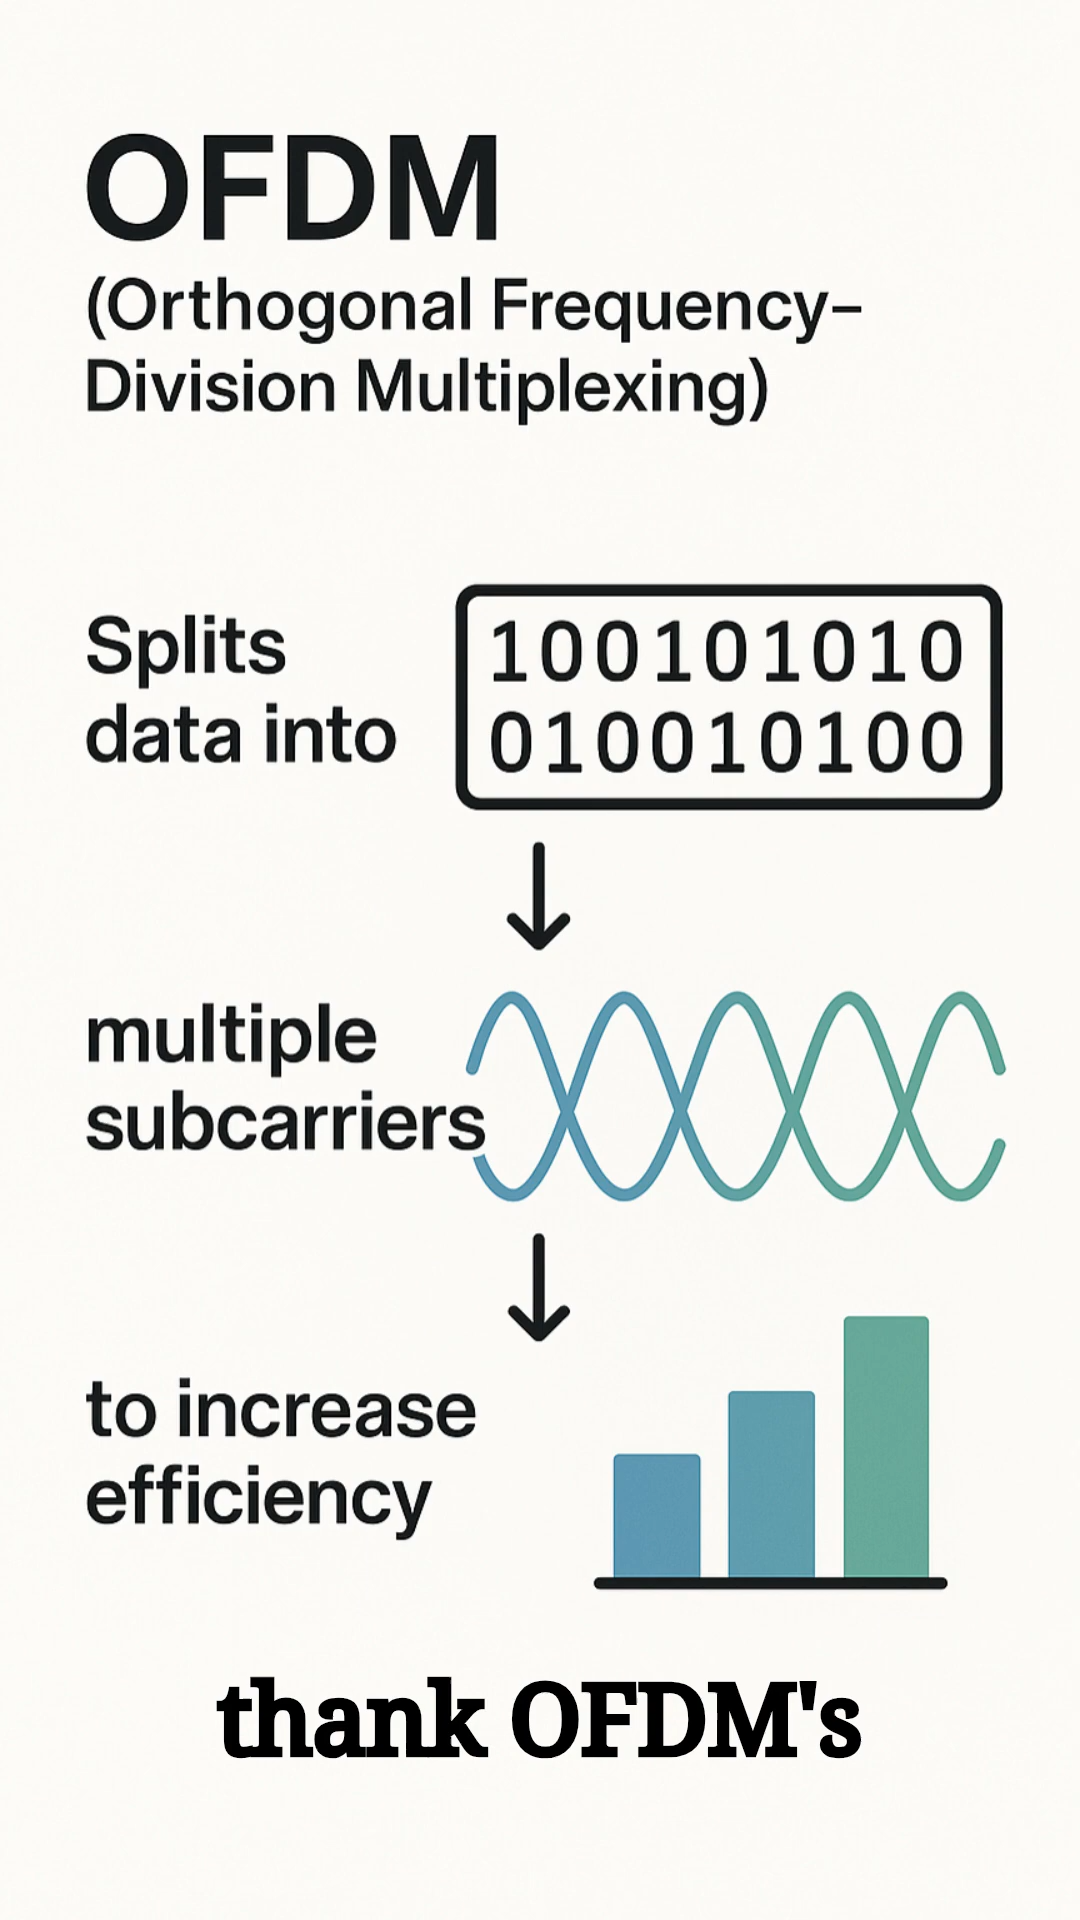 OFDM
(Orthogonal Frequency–
Division Multiplexing)
Splits
data into
100101010
010010100
multiple
subcarriers
to increase
efficiency
thank OFDM's